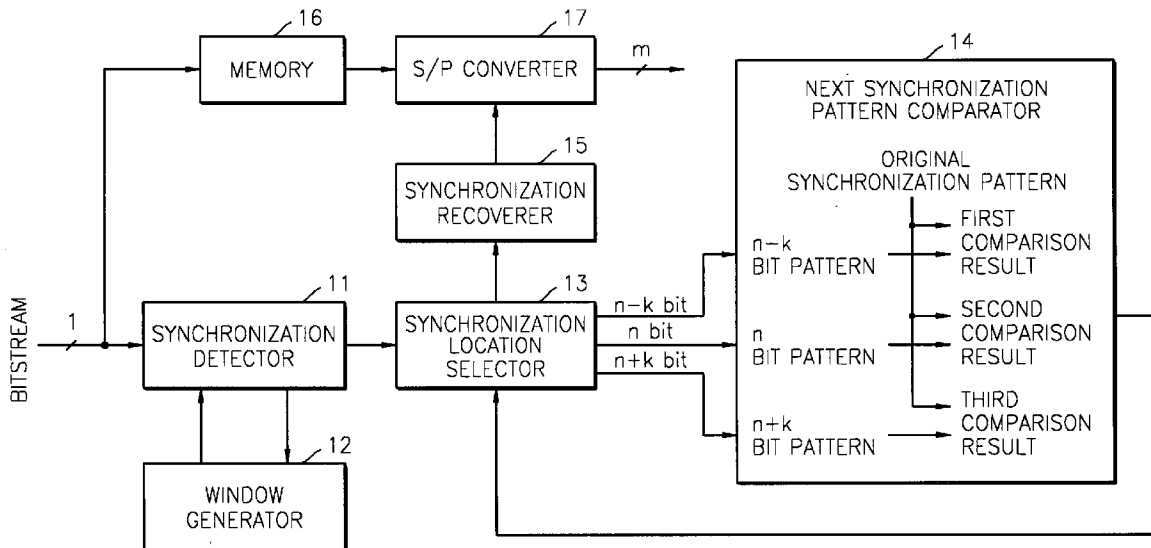 16
MEMORY
17
S/P CONVERTER
m
14
NEXT SYNCHRONIZATION
PATTERN COMPARATOR
ORIGINAL
SYNCHRONIZATION PATTERN
15
SYNCHRONIZATION
RECOVERER
n-k
BIT PATTERN
FIRST
COMPARISON
RESULT
n
BIT PATTERN
SECOND
COMPARISON
RESULT
n+k
BIT PATTERN
THIRD
COMPARISON
RESULT
BITSTREAM
1
11
SYNCHRONIZATION
DETECTOR
13
SYNCHRONIZATION
LOCATION
SELECTOR
n-k bit
n bit
n+k bit
12
WINDOW
GENERATOR